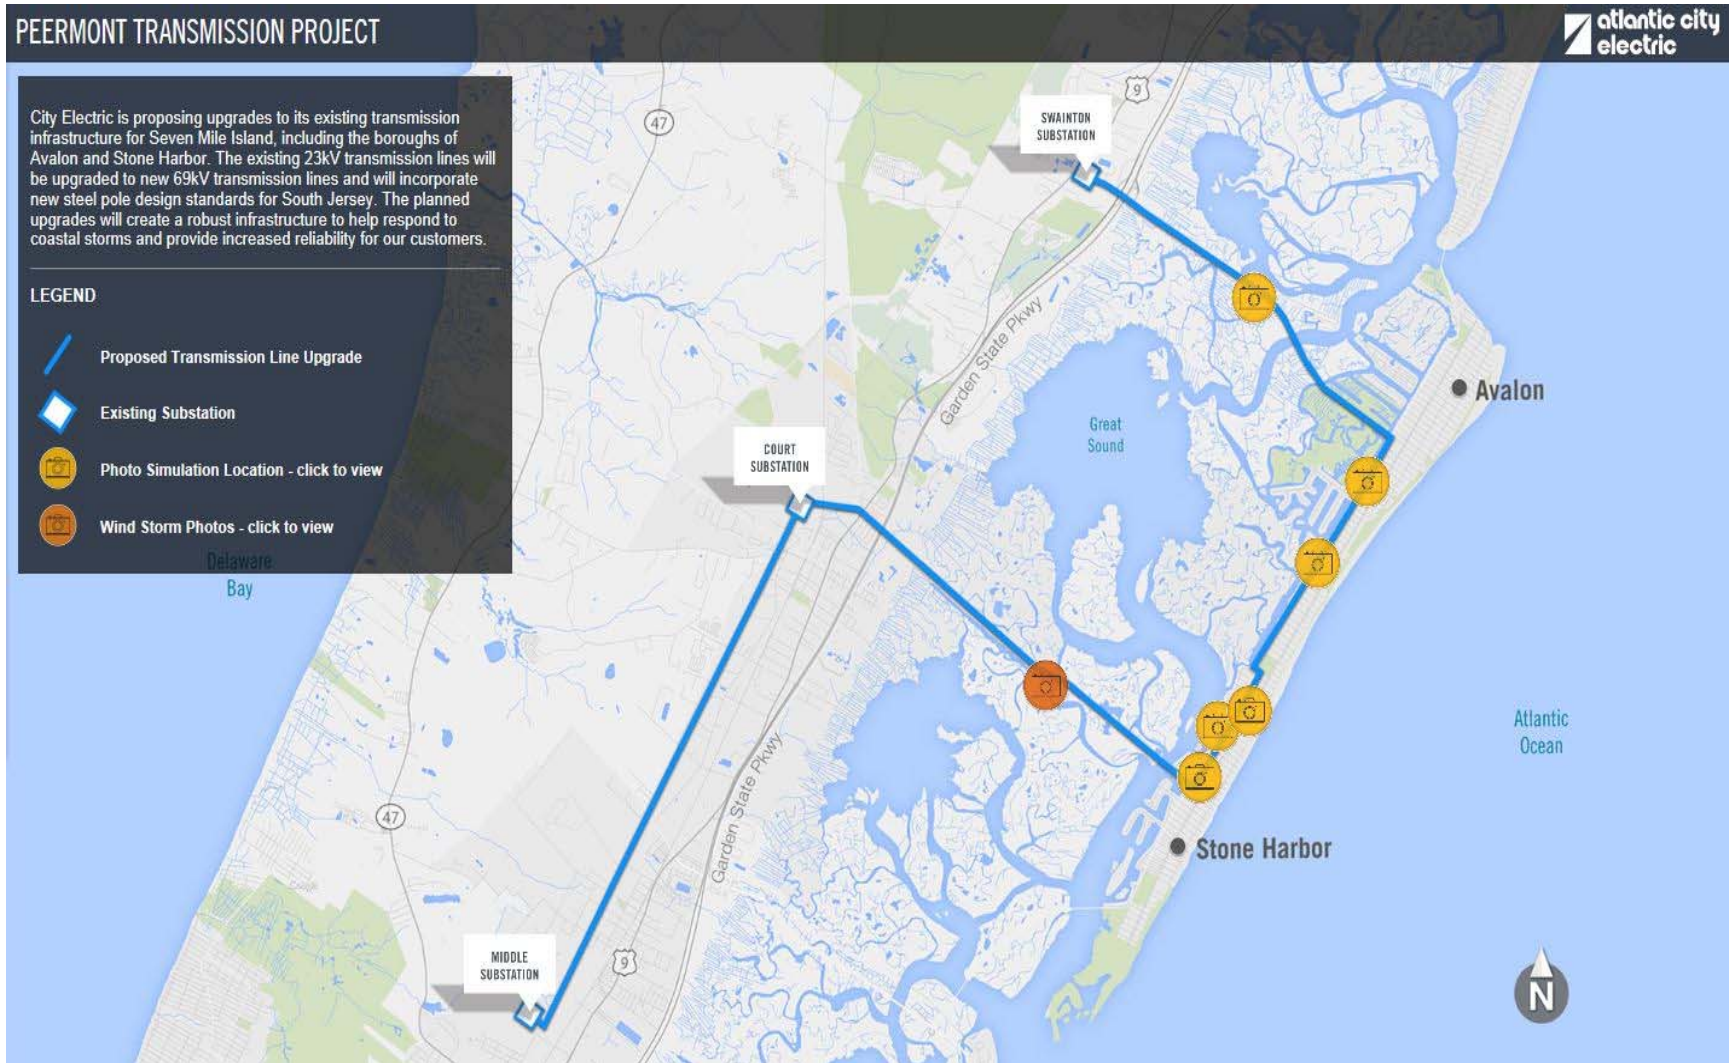 PEERMONT TRANSMISSION PROJECT
atlantic city
electric
City Electric is proposing upgrades to its existing transmission
infrastructure for Seven Mile Island, including the boroughs of
Avalon and Stone Harbor. The existing 23kV transmission lines will
be upgraded to new 69kV transmission lines and will incorporate
new steel pole design standards for South Jersey. The planned
upgrades will create a robust infrastructure to help respond to
coastal storms and provide increased reliability for our customers.
LEGEND
Proposed Transmission Line Upgrade
Existing Substation
Photo Simulation Location - click to view
Wind Storm Photos - click to view
Delaware
Bay
47
9
SWAINTON
SUBSTATION
Garden State Pkwy
Avalon
Great
Sound
COURT
SUBSTATION
Atlantic
Ocean
Garden State Pkwy
47
Stone Harbor
Google
MIDDLE
SUBSTATION
9
N